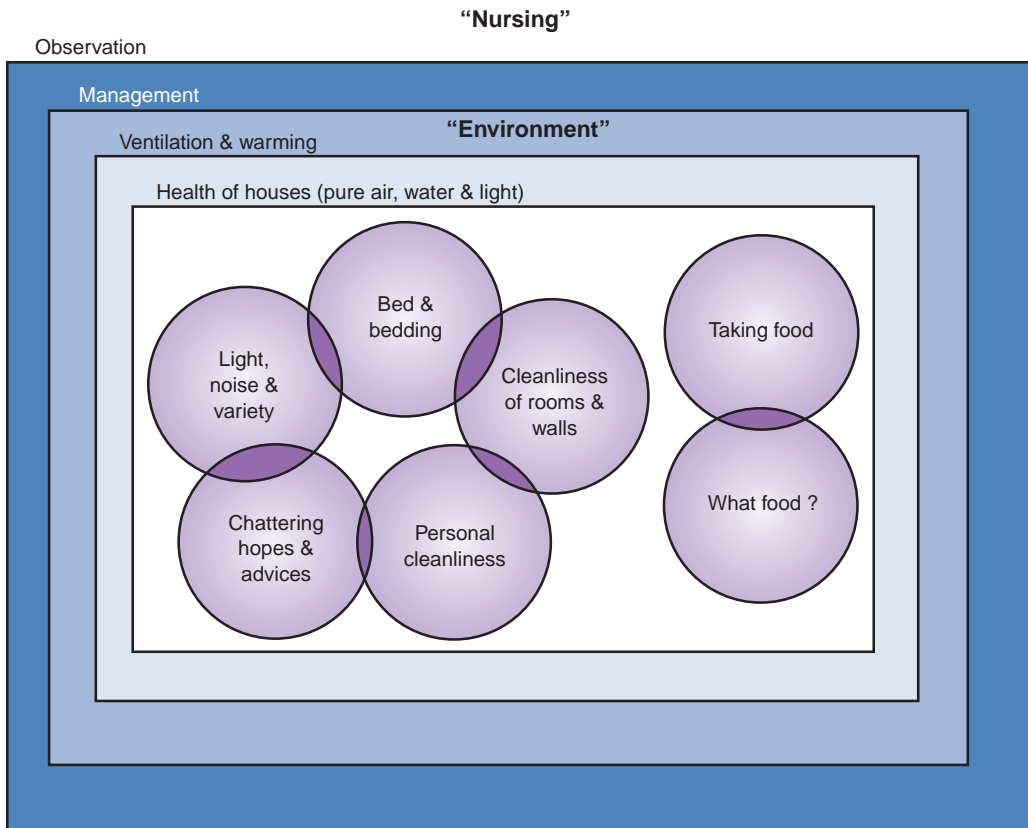 “Nursing”
Observation
Management
“Environment”
Ventilation & warming
Health of houses (pure air, water & light)
Bed &
bedding
Light,
noise &
variety
Cleanliness
of rooms &
walls
Taking food
Chattering
hopes &
advices
Personal
cleanliness
What food ?